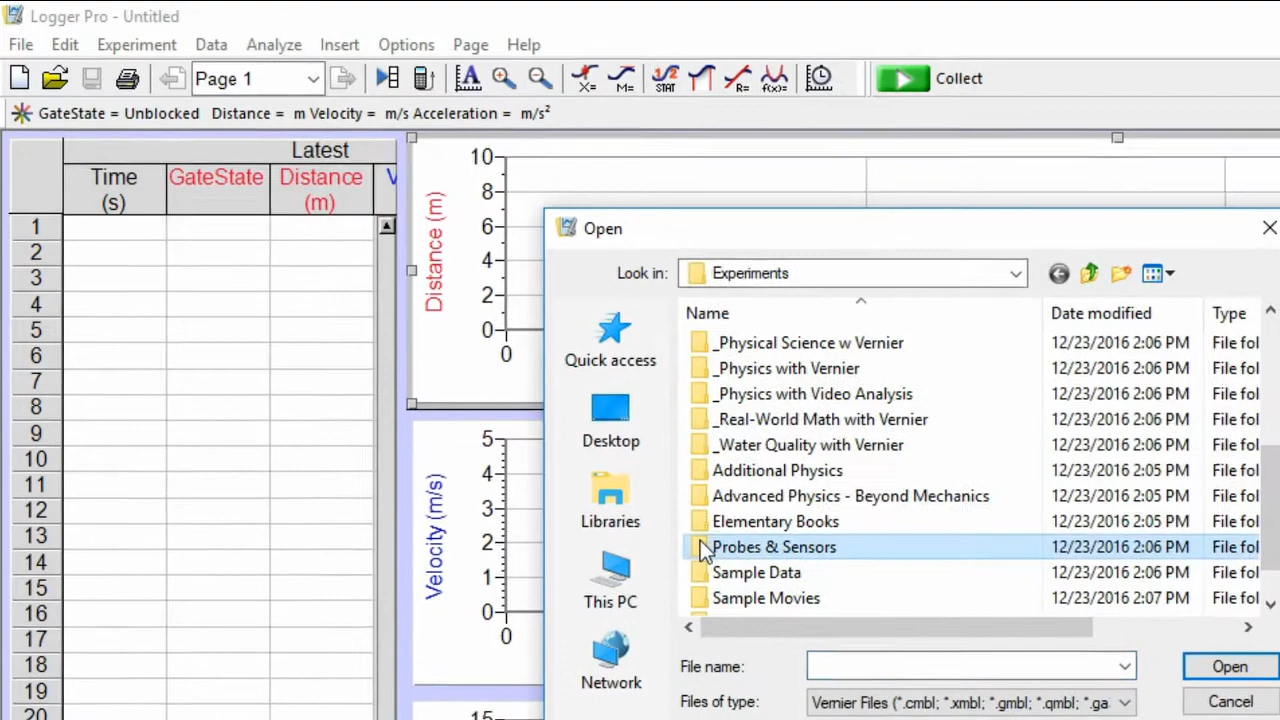 Logger Pro - Untitled
File Edit Experiment Data Analyze Insert Options Page Help
Page 1 X= M= 1/2 STAT R= f(x)= Collect
GateState = Unblocked Distance = m Velocity = m/s Acceleration = m/s²
Latest
Time (s) GateState Distance (m) V
1
2
3
4
5
6
7
8
9
10
11
12
13
14
15
16
17
18
19
20
Distance (m)
10
8
6
4
2
0
0
Velocity (m/s)
5
4
3
2
1
0
0
15
Open
Look in: Experiments
Quick access
Desktop
Libraries
This PC
Network
Name Date modified Type
_Physical Science w Vernier 12/23/2016 2:06 PM File fol
_Physics with Vernier 12/23/2016 2:06 PM File fol
_Physics with Video Analysis 12/23/2016 2:06 PM File fol
_Real-World Math with Vernier 12/23/2016 2:06 PM File fol
_Water Quality with Vernier 12/23/2016 2:06 PM File fol
Additional Physics 12/23/2016 2:05 PM File fol
Advanced Physics - Beyond Mechanics 12/23/2016 2:05 PM File fol
Elementary Books 12/23/2016 2:05 PM File fol
Probes & Sensors 12/23/2016 2:06 PM File fol
Sample Data 12/23/2016 2:06 PM File fol
Sample Movies 12/23/2016 2:07 PM File fol
File name: Open
Files of type: Vernier Files (*.cmbl; *.xmbl; *.gmbl; *.qmbl; *.ga Cancel